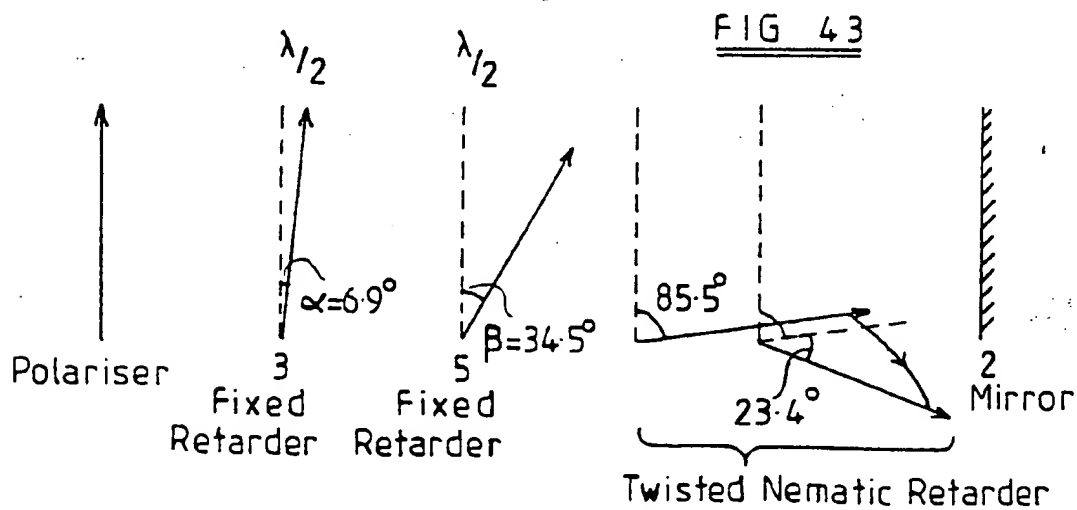 FIG 43
λ/2
λ/2
α=6.9°
β=34.5°
85.5°
23.4°
Polariser
3
Fixed
Retarder
5
Fixed
Retarder
2
Mirror
Twisted Nematic Retarder